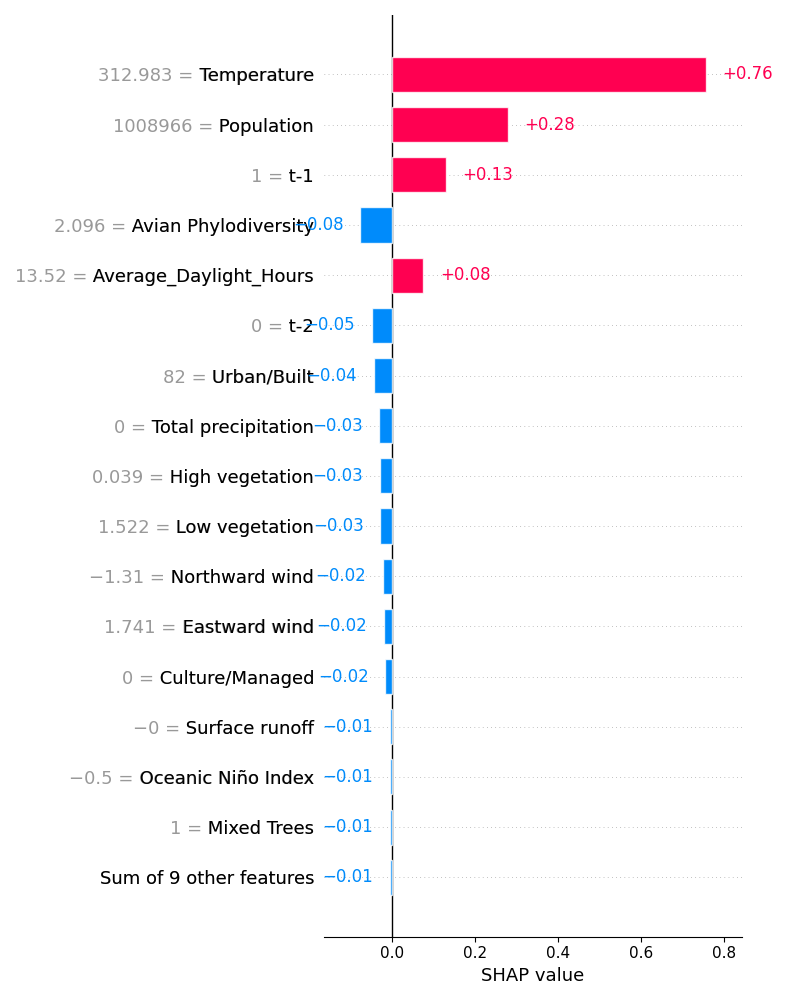 312.983 = Temperature +0.76
1008966 = Population +0.28
1 = t-1 +0.13
2.096 = Avian Phylodiversity −0.08
13.52 = Average_Daylight_Hours +0.08
0 = t-2 −0.05
82 = Urban/Built −0.04
0 = Total precipitation −0.03
0.039 = High vegetation −0.03
1.522 = Low vegetation −0.03
−1.31 = Northward wind −0.02
1.741 = Eastward wind −0.02
0 = Culture/Managed −0.02
−0 = Surface runoff −0.01
−0.5 = Oceanic Niño Index −0.01
1 = Mixed Trees −0.01
Sum of 9 other features −0.01
0.0 0.2 0.4 0.6 0.8
SHAP value